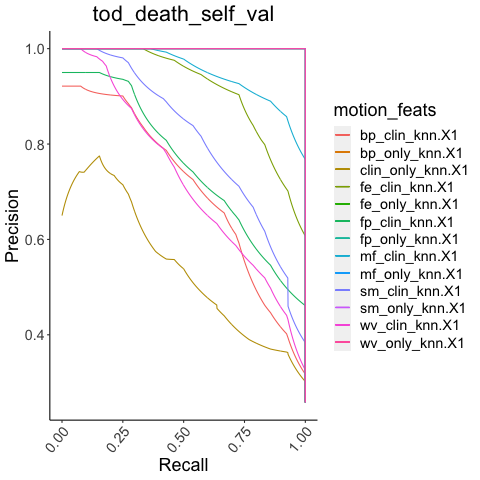 tod_death_self_val
1.0
0.8
0.6
0.4
Precision
0.00
0.25
0.50
0.75
1.00
Recall
motion_feats
bp_clin_knn.X1
bp_only_knn.X1
clin_only_knn.X1
fe_clin_knn.X1
fe_only_knn.X1
fp_clin_knn.X1
fp_only_knn.X1
mf_clin_knn.X1
mf_only_knn.X1
sm_clin_knn.X1
sm_only_knn.X1
wv_clin_knn.X1
wv_only_knn.X1